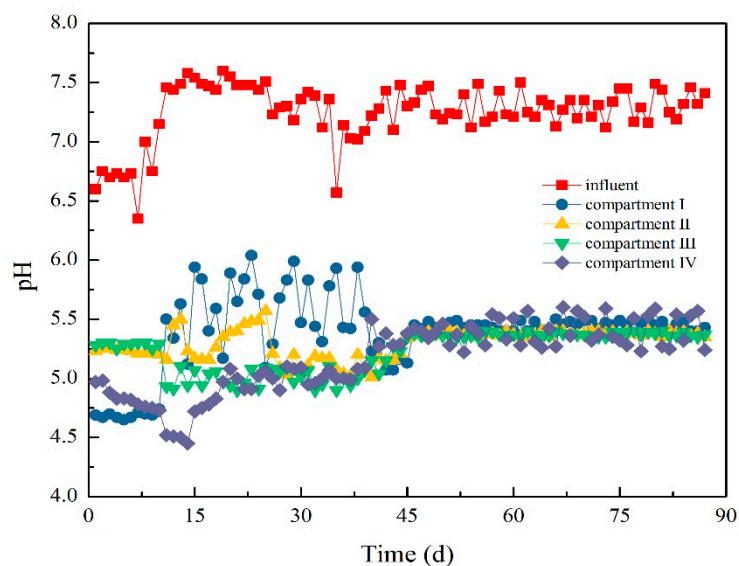 8.0
7.5
7.0
6.5
6.0
5.5
5.0
4.5
4.0
pH
influent
compartment I
compartment II
compartment III
compartment IV
0 15 30 45 60 75 90
Time (d)